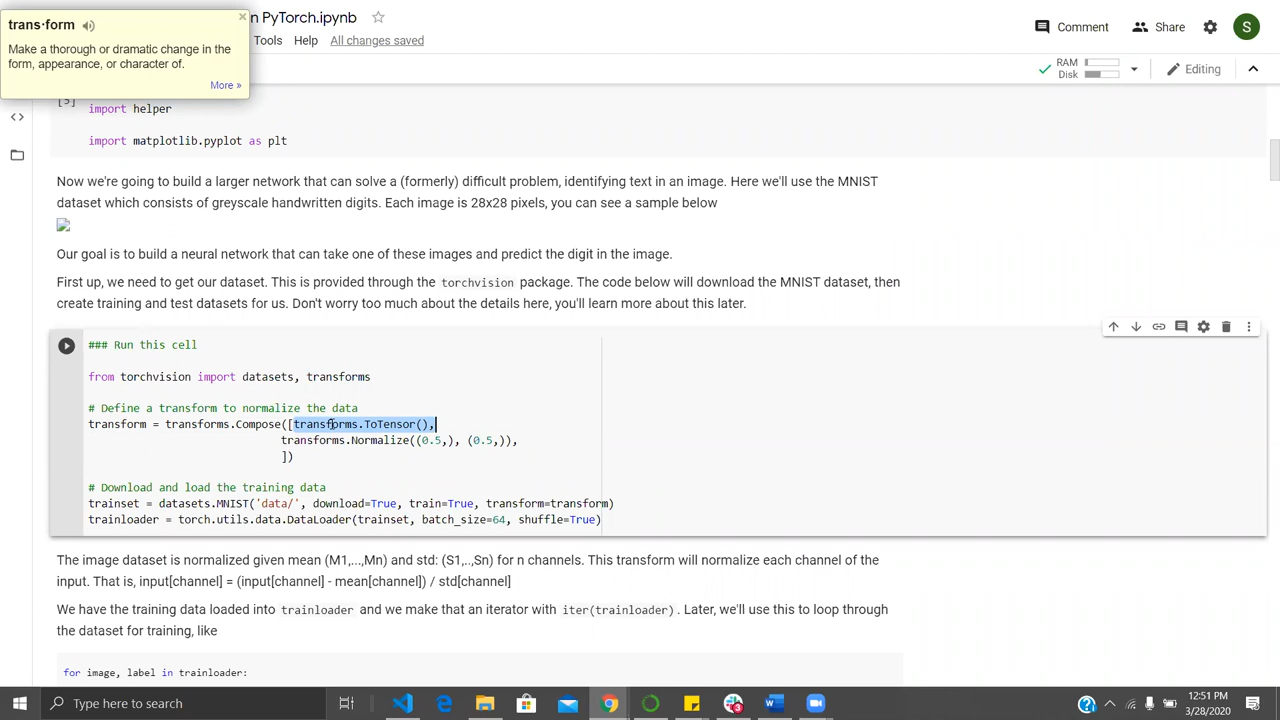 trans·form
Make a thorough or dramatic change in the
form, appearance, or character of.
More »
n PyTorch.ipynb
Tools Help All changes saved
Comment Share S
RAM
Disk
Editing
[5]
import helper
import matplotlib.pyplot as plt
Now we're going to build a larger network that can solve a (formerly) difficult problem, identifying text in an image. Here we'll use the MNIST
dataset which consists of greyscale handwritten digits. Each image is 28x28 pixels, you can see a sample below
Our goal is to build a neural network that can take one of these images and predict the digit in the image.
First up, we need to get our dataset. This is provided through the torchvision package. The code below will download the MNIST dataset, then
create training and test datasets for us. Don't worry too much about the details here, you'll learn more about this later.
### Run this cell
from torchvision import datasets, transforms
# Define a transform to normalize the data
transform = transforms.Compose([transforms.ToTensor(),
transforms.Normalize((0.5,), (0.5,)),
])
# Download and load the training data
trainset = datasets.MNIST('data/', download=True, train=True, transform=transform)
trainloader = torch.utils.data.DataLoader(trainset, batch_size=64, shuffle=True)
The image dataset is normalized given mean (M1,...,Mn) and std: (S1,..,Sn) for n channels. This transform will normalize each channel of the
input. That is, input[channel] = (input[channel] - mean[channel]) / std[channel]
We have the training data loaded into trainloader and we make that an iterator with iter(trainloader). Later, we'll use this to loop through
the dataset for training, like
for image, label in trainloader:
Type here to search
3
12:51 PM
3/28/2020